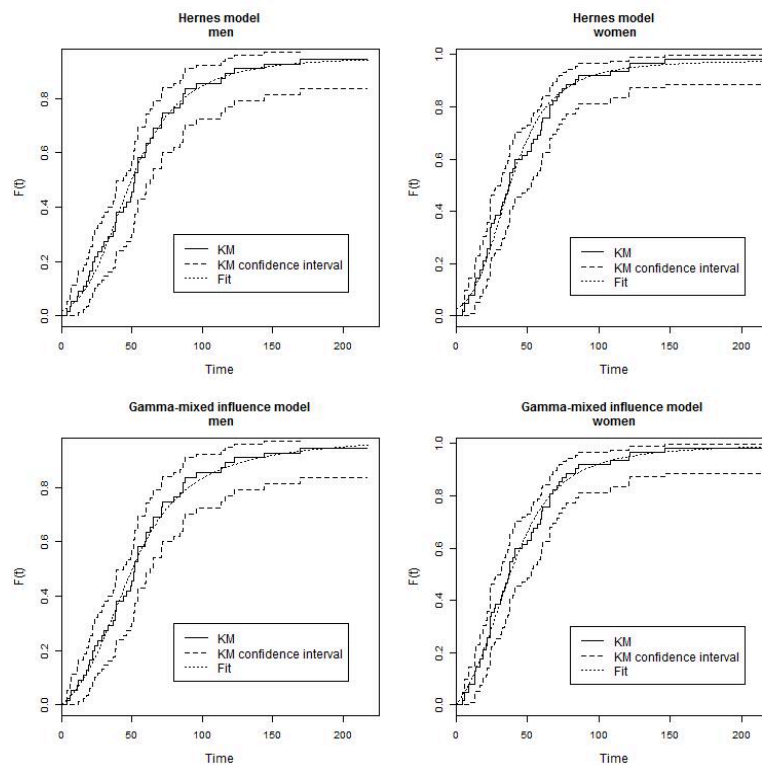 Hernes model
men
F(t)
0.0
0.2
0.4
0.6
0.8
KM
KM confidence interval
Fit
0
50
100
150
200
Time
Hernes model
women
F(t)
0.0
0.2
0.4
0.6
0.8
1.0
KM
KM confidence interval
Fit
0
50
100
150
200
Time
Gamma-mixed influence model
men
F(t)
0.0
0.2
0.4
0.6
0.8
KM
KM confidence interval
Fit
0
50
100
150
200
Time
Gamma-mixed influence model
women
F(t)
0.0
0.2
0.4
0.6
0.8
1.0
KM
KM confidence interval
Fit
0
50
100
150
200
Time